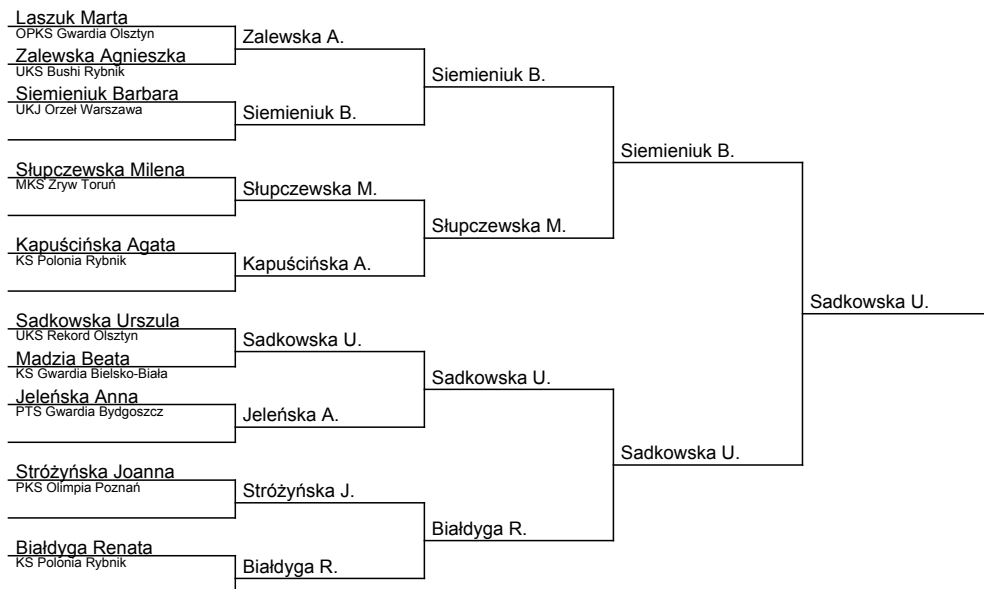 Laszuk Marta
OPKS Gwardia Olsztyn
Zalewska Agnieszka
UKS Bushi Rybnik
Siemieniuk Barbara
UKJ Orzeł Warszawa
Słupczewska Milena
MKS Zryw Toruń
Kapuścińska Agata
KS Polonia Rybnik
Sadkowska Urszula
UKS Rekord Olsztyn
Madzia Beata
KS Gwardia Bielsko-Biała
Jeleńska Anna
PTS Gwardia Bydgoszcz
Stróżyńska Joanna
PKS Olimpia Poznań
Białdyga Renata
KS Polonia Rybnik
Zalewska A.
Siemieniuk B.
Słupczewska M.
Kapuścińska A.
Sadkowska U.
Jeleńska A.
Stróżyńska J.
Białdyga R.
Siemieniuk B.
Słupczewska M.
Sadkowska U.
Białdyga R.
Siemieniuk B.
Sadkowska U.
Sadkowska U.